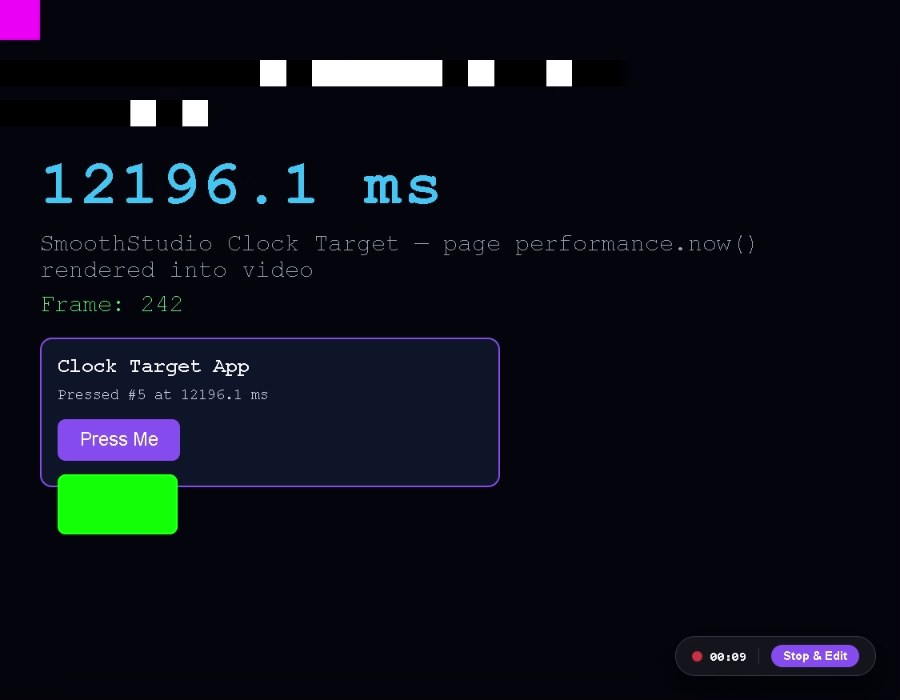 12196.1 ms
SmoothStudio Clock Target — page performance.now()
rendered into video
Frame: 242
Clock Target App
Pressed #5 at 12196.1 ms
Press Me
00:09
Stop & Edit